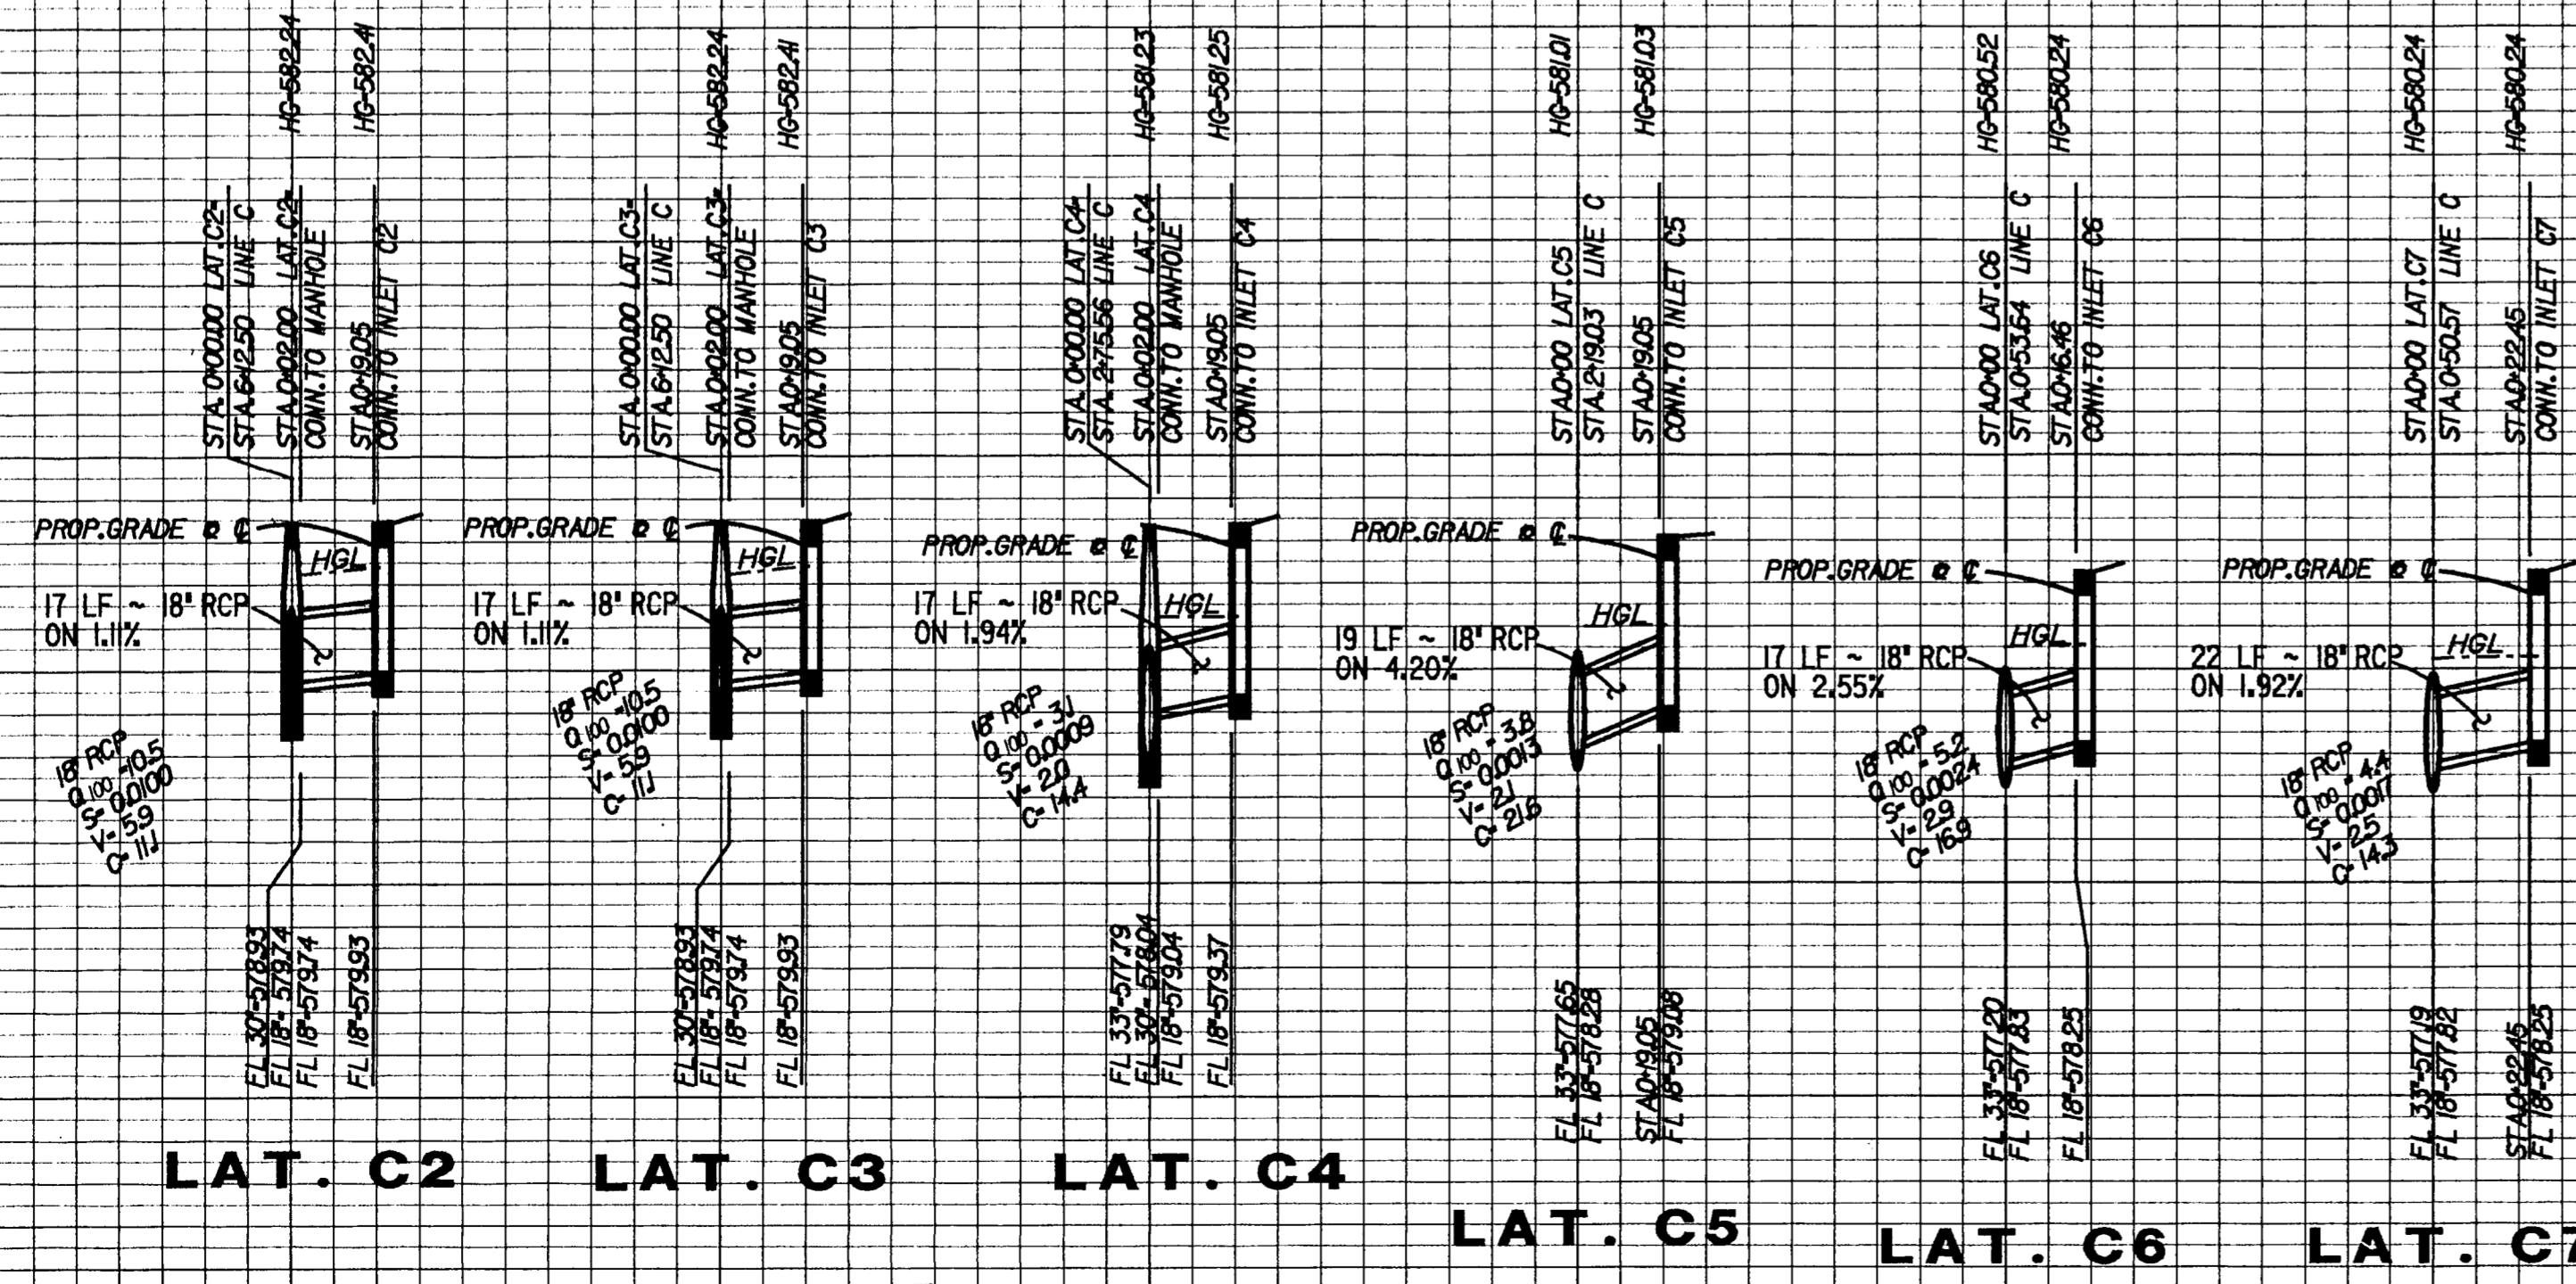 HG=582.24
HG=582.41
STA. 0+00.00 LAT. C2=
STA. 6+12.50 LINE C
STA. 0+02.00 LAT. C2=
CONN. TO MANHOLE
STA. 0+19.05
CONN. TO INLET C2
PROP. GRADE @ ℄
HGL
17 LF ~ 18" RCP
ON 1.11%
18" RCP
Q100 =10.5
S= 0.0100
V= 5.9
C= 11.1
FL 30"=578.93
FL 18"= 579.74
FL 18"=579.74
FL 18"=579.93
LAT. C2
HG=582.24
HG=582.41
STA. 0+00.00 LAT. C3=
STA. 6+12.50 LINE C
STA. 0+02.00 LAT. C3=
CONN. TO MANHOLE
STA. 0+19.05
CONN. TO INLET C3
PROP. GRADE @ ℄
HGL
17 LF ~ 18" RCP
ON 1.11%
18" RCP
Q100 =10.5
S= 0.0100
V= 5.9
C= 11.1
FL 30"=578.93
FL 18"= 579.74
FL 18"=579.74
FL 18"=579.93
LAT. C3
HG=581.23
HG=581.25
STA. 0+00.00 LAT. C4=
STA. 2+75.56 LINE C
STA. 0+02.00 LAT. C4
CONN. TO MANHOLE
STA. 0+19.05
CONN. TO INLET C4
PROP. GRADE @ ℄
HGL
17 LF ~ 18" RCP
ON 1.94%
18" RCP
Q100 = 3.1
S= 0.0009
V= 2.0
C= 14.4
FL 33"=577.79
FL 30"= 578.04
FL 18"=579.04
FL 18"=579.37
LAT. C4
HG=581.01
HG=581.03
STA. 0+00 LAT. C5
STA. 2+19.03 LINE C
STA. 0+19.05
CONN. TO INLET C5
PROP. GRADE @ ℄
HGL
19 LF ~ 18" RCP
ON 4.20%
18" RCP
Q100 = 3.8
S= 0.0013
V= 2.1
C= 21.6
FL 33"=577.65
FL 18"=578.28
STA. 0+19.05
FL 18"=579.08
LAT. C5
HG=580.52
HG=580.24
STA. 0+00 LAT. C6
STA. 0+53.54 LINE C
STA. 0+16.46
CONN. TO INLET C6
PROP. GRADE @ ℄
HGL
17 LF ~ 18" RCP
ON 2.55%
18" RCP
Q100 = 5.2
S= 0.0024
V= 2.9
C= 16.9
FL 33"=577.20
FL 18"=577.83
FL 18"=578.25
LAT. C6
HG=580.24
HG=580.24
STA. 0+00 LAT. C7
STA. 0+50.57 LINE C
STA. 0+22.45
CONN. TO INLET C7
PROP. GRADE @ ℄
HGL
22 LF ~ 18" RCP
ON 1.92%
18" RCP
Q100 = 4.4
S= 0.0017
V= 2.5
C= 14.3
FL 33"=577.19
FL 18"=577.82
STA. 0+22.45
FL 18"=578.25
LAT. C7